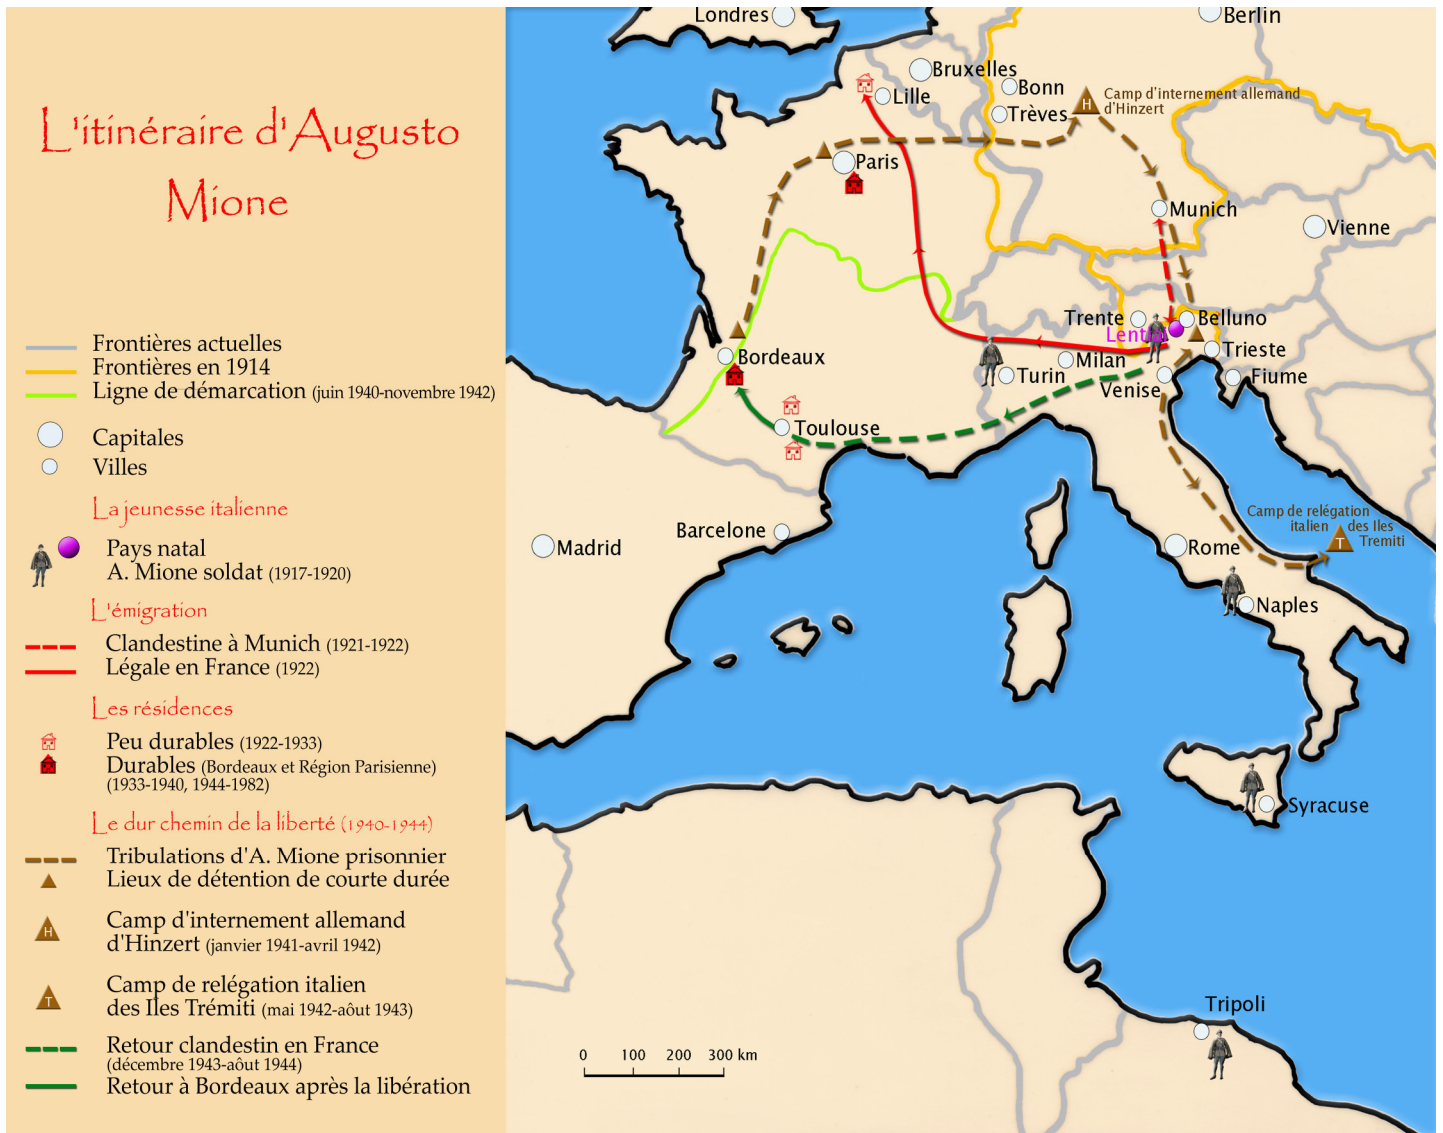 L'itinéraire d'Augusto
Mione
Frontières actuelles
Frontières en 1914
Ligne de démarcation (juin 1940-novembre 1942)
Capitales
Villes
La jeunesse italienne
Pays natal
A. Mione soldat (1917-1920)
L'émigration
Clandestine à Munich (1921-1922)
Légale en France (1922)
Les résidences
Peu durables (1922-1933)
Durables (Bordeaux et Région Parisienne)
(1933-1940, 1944-1982)
Le dur chemin de la liberté (1940-1944)
Tribulations d'A. Mione prisonnier
Lieux de détention de courte durée
H
Camp d'internement allemand
d'Hinzert (janvier 1941-avril 1942)
T
Camp de relégation italien
des Iles Trémiti (mai 1942-août 1943)
Retour clandestin en France
(décembre 1943-août 1944)
Retour à Bordeaux après la libération
Londres
Berlin
Bruxelles
Bonn
Lille
Trèves
H
Camp d'internement allemand
d'Hinzert
Paris
Munich
Vienne
Trente
Belluno
Trieste
Bordeaux
Milan
Turin
Venise
Fiume
Toulouse
Barcelone
Madrid
Rome
Camp de relégation
italien des Iles
Tremiti
T
Naples
Syracuse
Tripoli
0 100 200 300 km